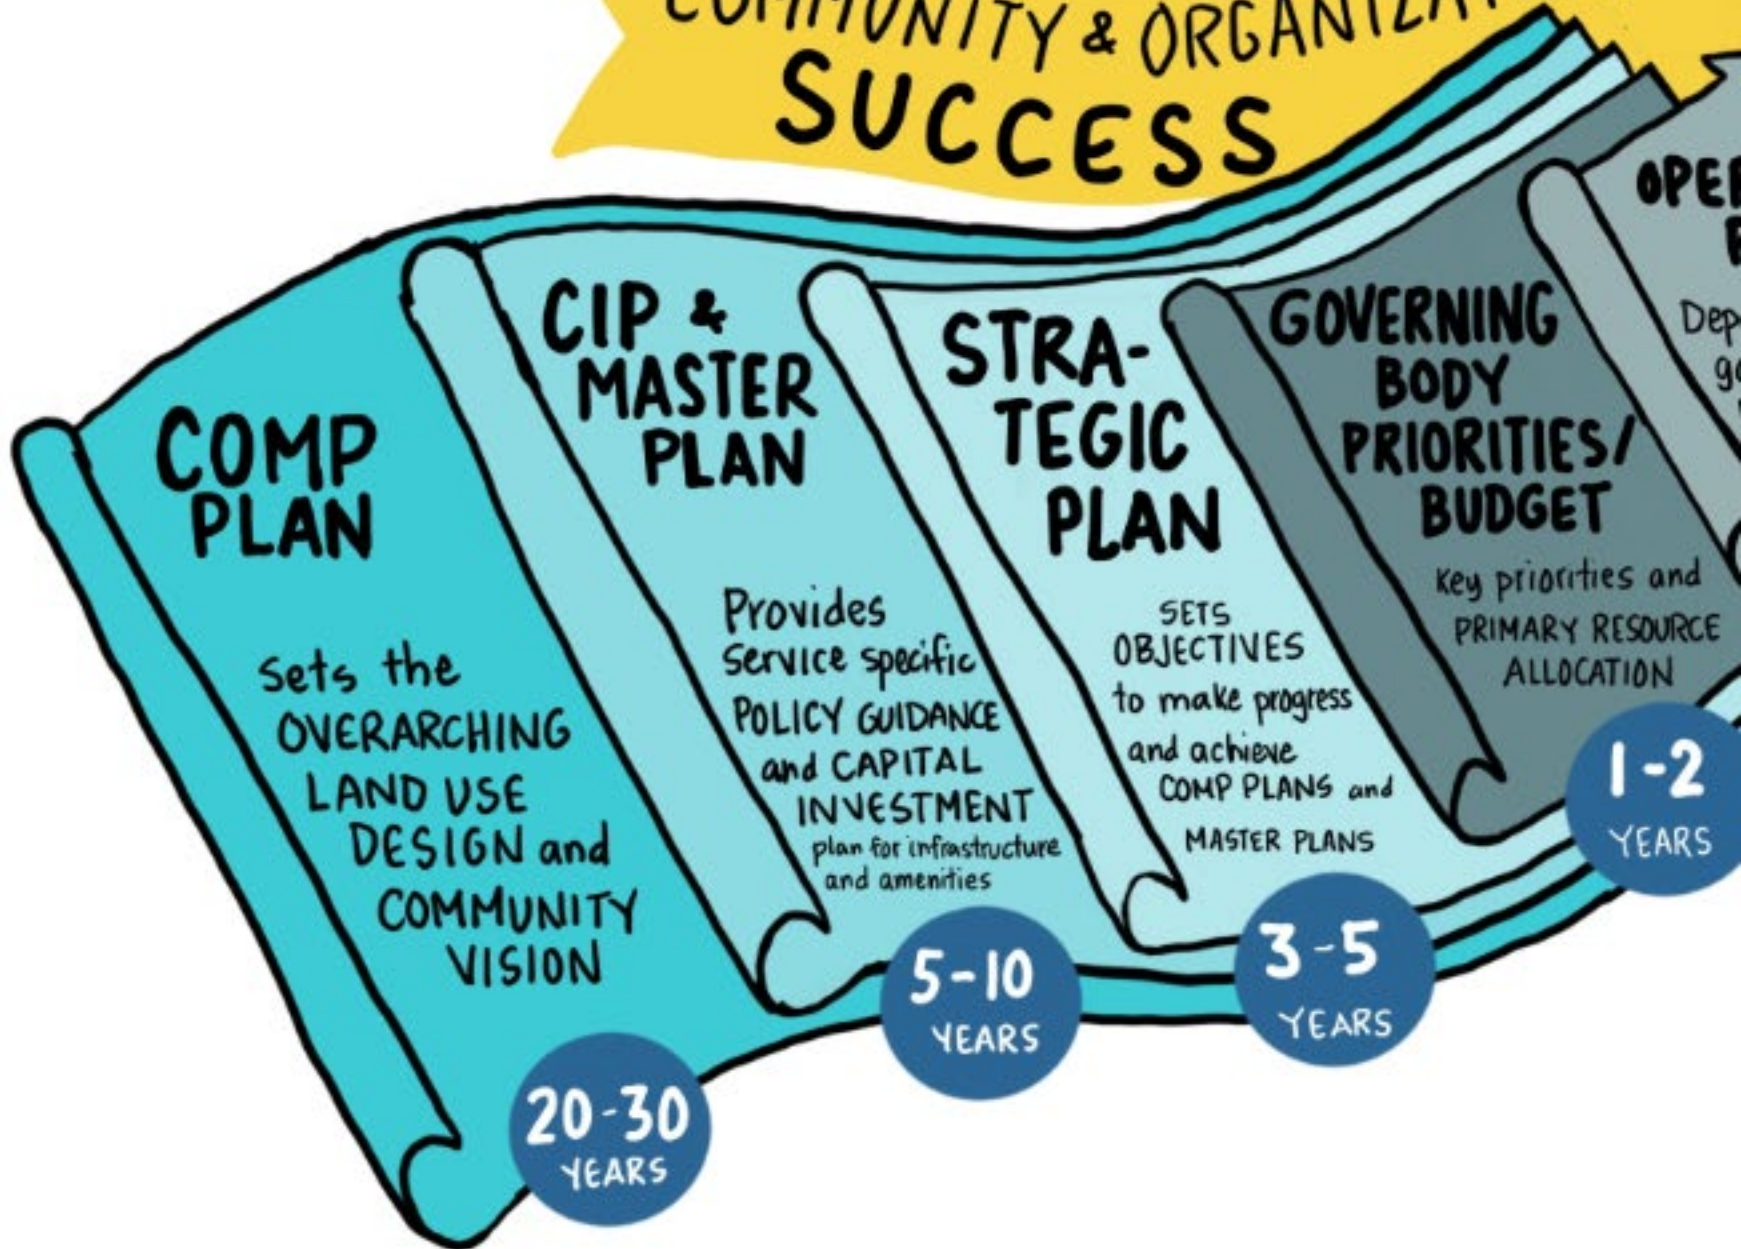 COMMUNITY &
SUCCESS
COMP
PLAN
Sets the
OVERARCHING
LAND USE
DESIGN and
COMMUNITY
VISION
20-30
YEARS
CIP &
MASTER
PLAN
Provides
Service specific
POLICY GUIDANCE
and CAPITAL
INVESTMENT
plan for infrastructure
and amenities
5-10
YEARS
STRA-
TEGIC
PLAN
SETS
OBJECTIVES
to make progress
and achieve
COMP PLANS and
MASTER PLANS
3-5
YEARS
GOVERNING
BODY
PRIORITIES/
BUDGET
Key priorities and
PRIMARY RESOURCE
ALLOCATION
1-2
YEARS